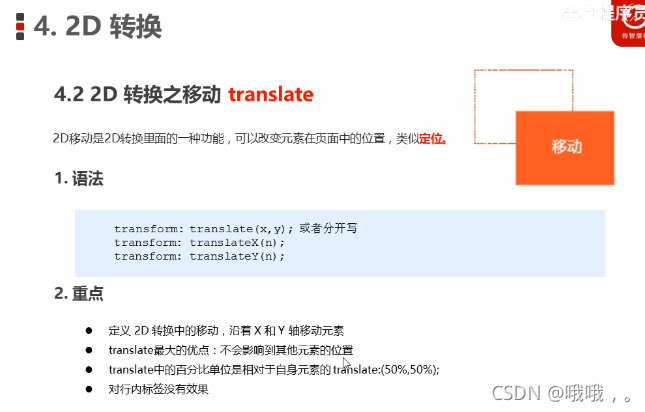 4. 2D 转换
传智播
4.2 2D 转换之移动 translate
2D移动是2D转换里面的一种功能，可以改变元素在页面中的位置，类似定位。
移动
1. 语法
transform: translate(x,y); 或者分开写
transform: translateX(n);
transform: translateY(n);
2. 重点
● 定义 2D 转换中的移动，沿着 X 和 Y 轴移动元素
● translate最大的优点：不会影响到其他元素的位置
● translate中的百分比单位是相对于自身元素的 translate:(50%,50%);
● 对行内标签没有效果
CSDN @哦哦，。